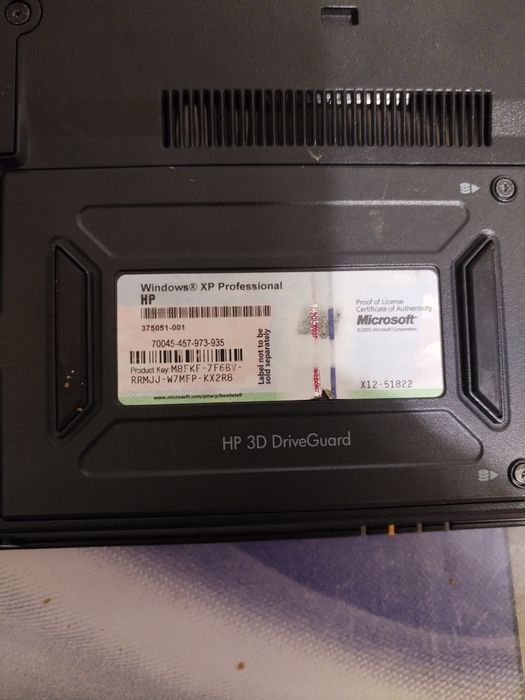 Windows® XP Professional
HP
375051-001
70045-457-973-935
Product Key: MBFKF-7F6BV-
RRMJJ-W7MFP-KX2R8
www.microsoft.com/piracy/howtotell
Label not to be
sold separately
Proof of License
Certificate of Authenticity
Microsoft®
©2005 Microsoft Corporation.
X12-51822
HP 3D DriveGuard